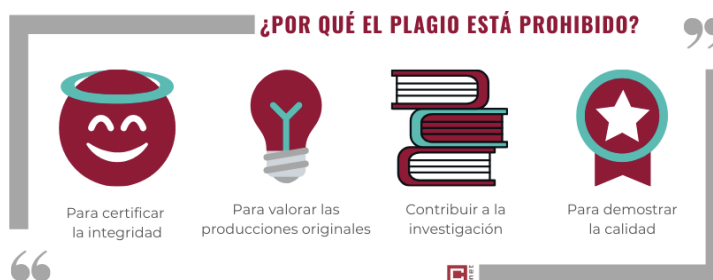 ¿POR QUÉ EL PLAGIO ESTÁ PROHIBIDO?
Para certificar
la integridad
Para valorar las
producciones originales
Contribuir a la
investigación
Para demostrar
la calidad